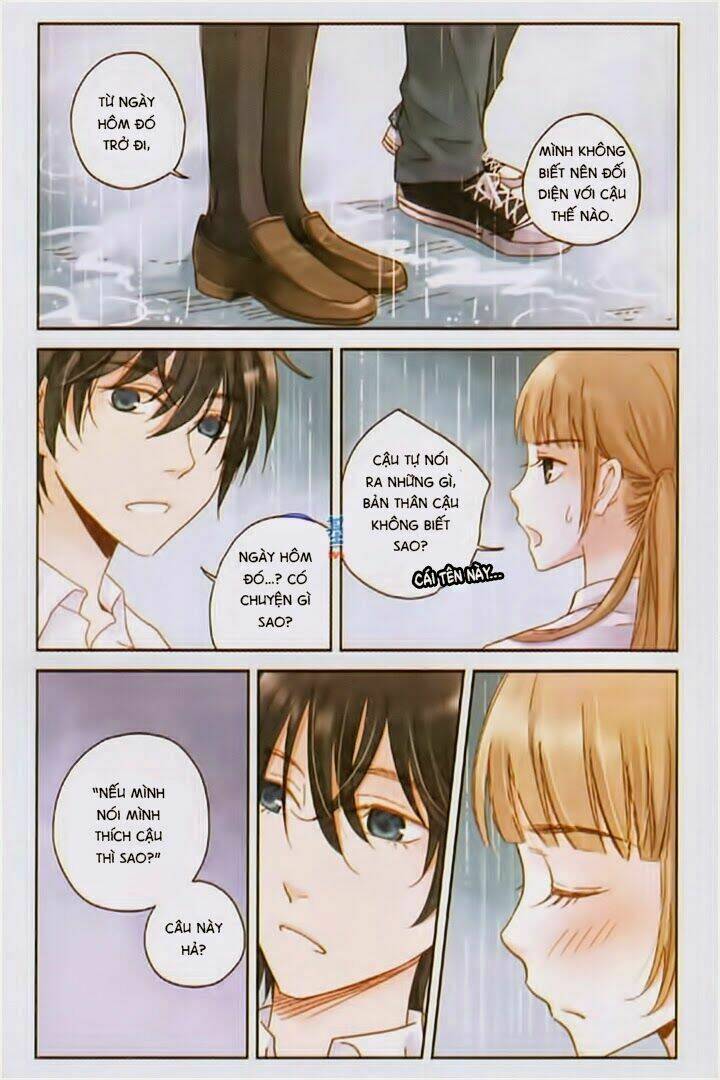 TỪ NGÀY
HÔM ĐÓ
TRỞ ĐI,
MÌNH KHÔNG
BIẾT NÊN ĐỐI
DIỆN VỚI CẬU
THẾ NÀO.
NGÀY HÔM
ĐÓ...? CÓ
CHUYỆN GÌ
SAO?
CẬU TỰ NÓI
RA NHỮNG GÌ,
BẢN THÂN CẬU
KHÔNG BIẾT
SAO?
CÁI TÊN NÀY...
"NẾU MÌNH
NÓI MÌNH
THÍCH CẬU
THÌ SAO?"
CÂU NÀY
HẢ?